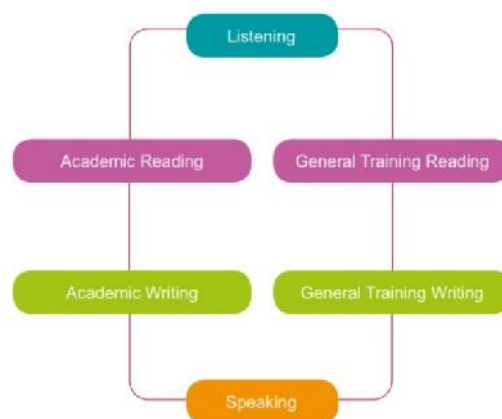 Listening
Academic Reading
General Training Reading
Academic Writing
General Training Writing
Speaking